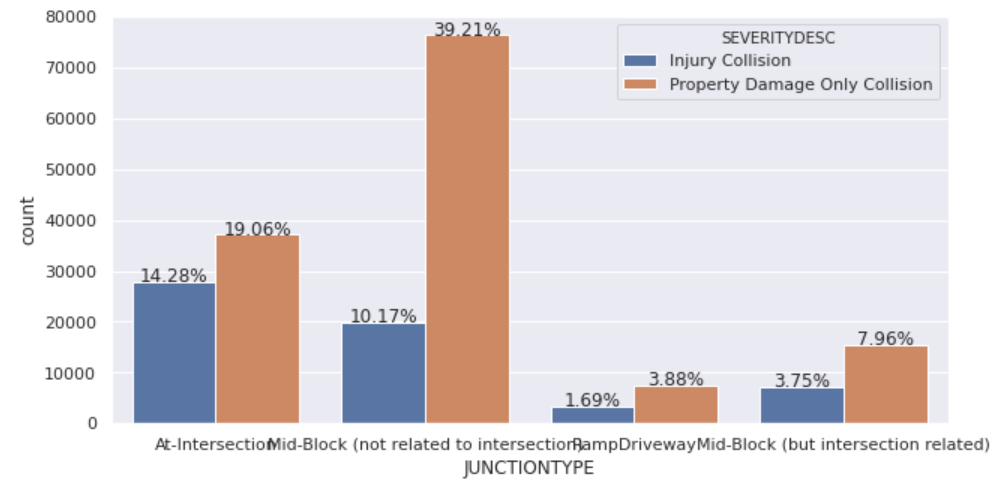 80000
70000
60000
50000
40000
30000
20000
10000
0
count
39.21%
19.06%
14.28%
10.17%
7.96%
3.88%
3.75%
1.69%
SEVERITYDESC
Injury Collision
Property Damage Only Collision
At-Intersection
Mid-Block (not related to intersection)
Ramp
Driveway
Mid-Block (but intersection related)
JUNCTIONTYPE